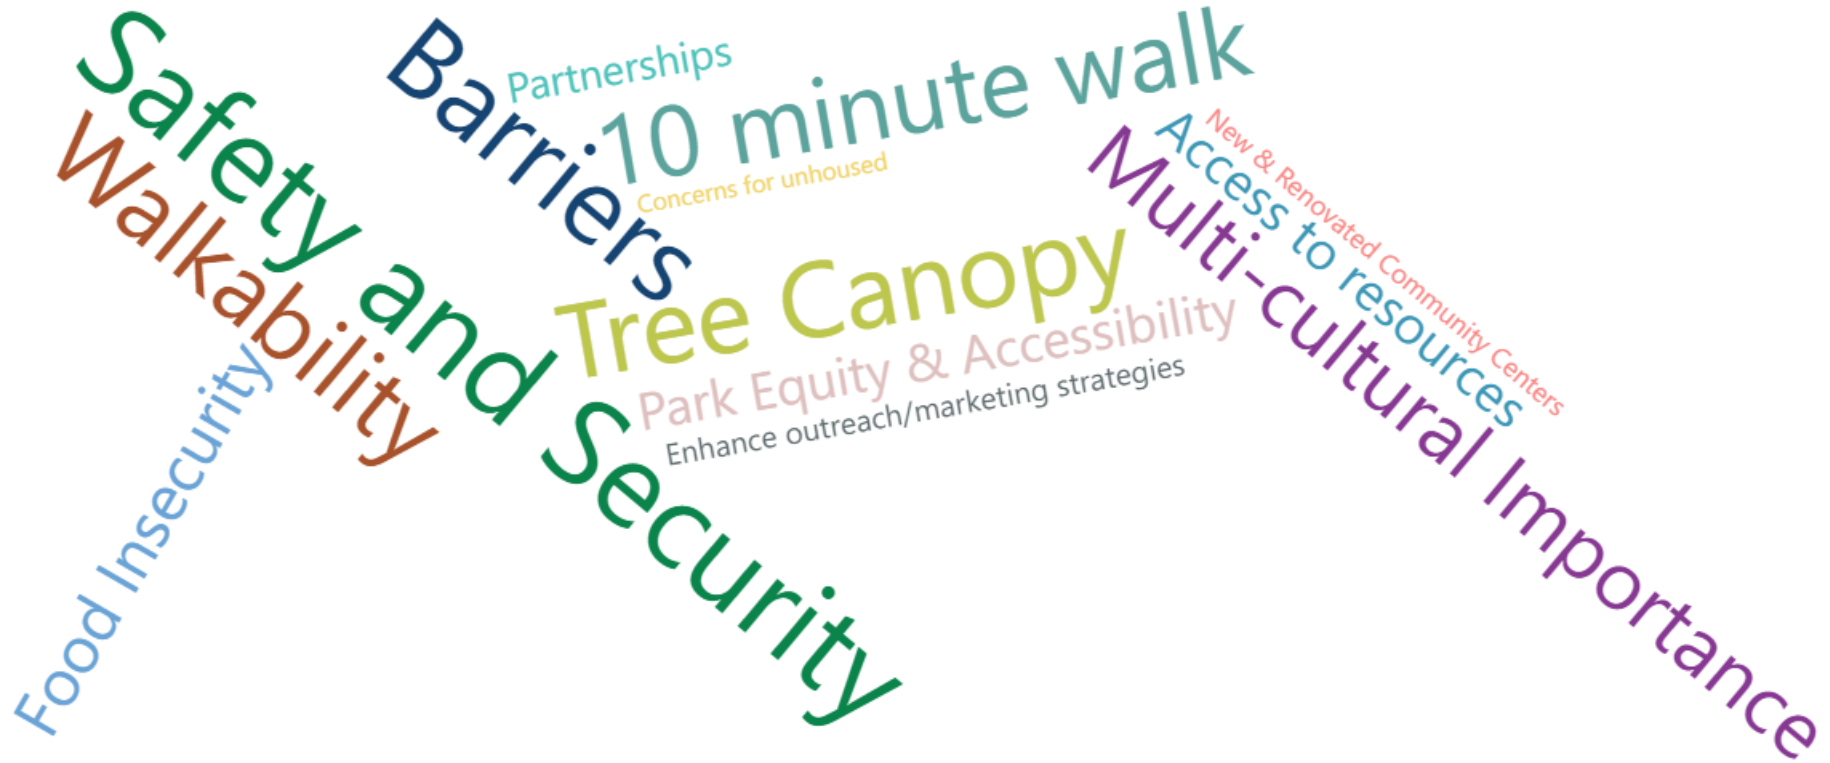 Safety and Security
Walkability
Food Insecurity
Barriers
Partnerships
10 minute walk
Concerns for unhoused
Tree Canopy
Park Equity & Accessibility
Enhance outreach/marketing strategies
New & Renovated Community Centers
Access to resources
Multi-cultural Importance